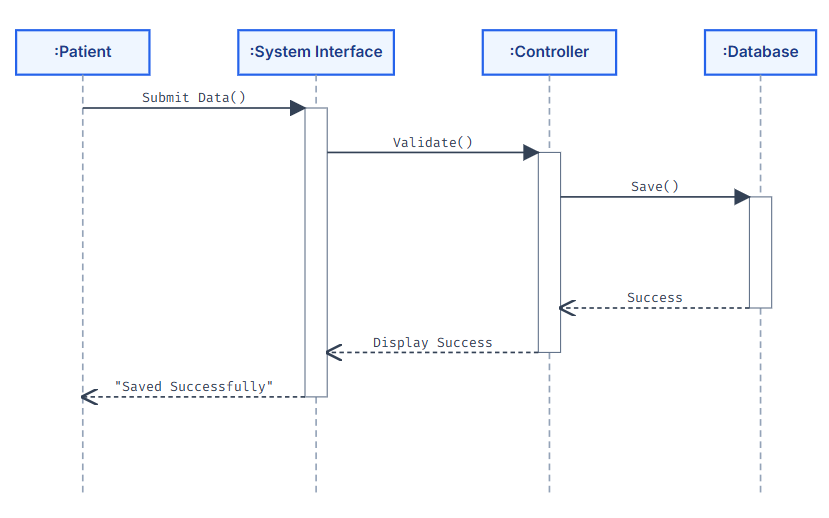 :Patient
:System Interface
:Controller
:Database
Submit Data()
Validate()
Save()
Success
Display Success
"Saved Successfully"